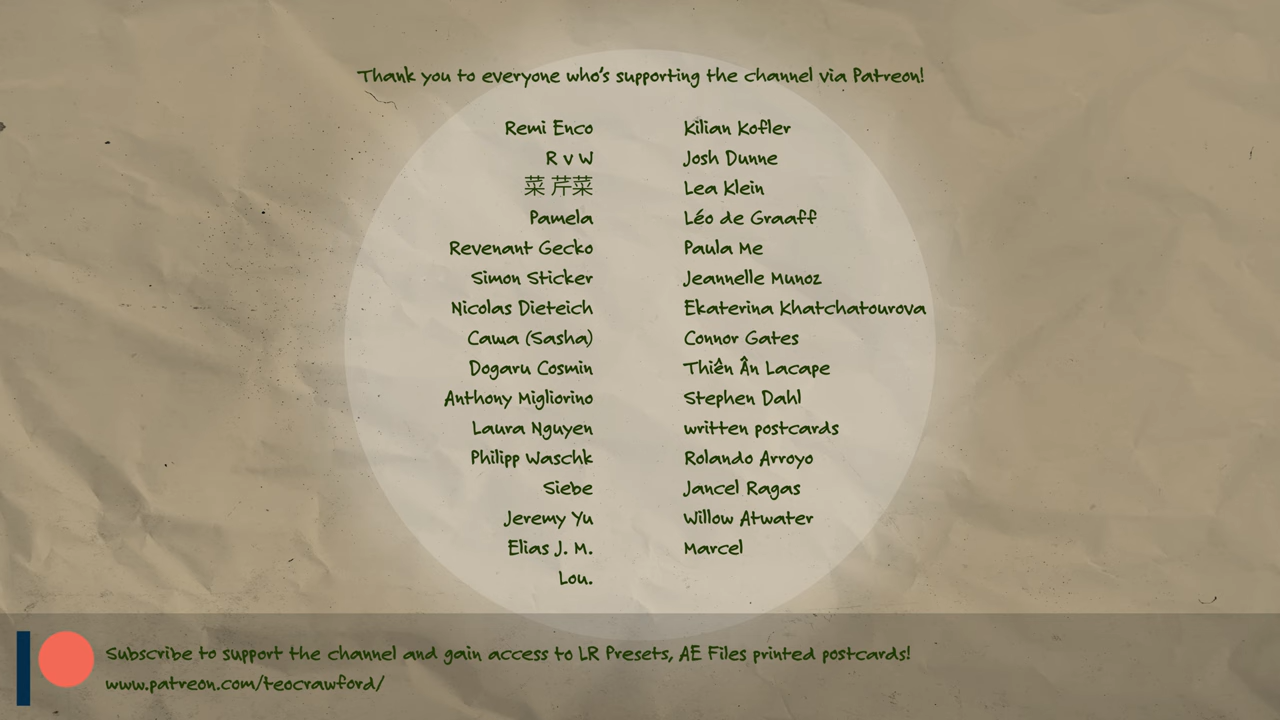 Thank you to everyone who's supporting the channel via Patreon!
Remi Enco
R v W
菜 芹菜
Pamela
Revenant Gecko
Simon Sticker
Nicolas Dieteich
Саша (Sasha)
Dogaru Cosmin
Anthony Migliorino
Laura Nguyen
Philipp Waschk
Siebe
Jeremy Yu
Elias J. M.
Lou.
Kilian Kofler
Josh Dunne
Lea Klein
Léo de Graaff
Paula Me
Jeannelle Munoz
Ekaterina Khatchatourova
Connor Gates
Thiên Ân Lacape
Stephen Dahl
written postcards
Rolando Arroyo
Jancel Ragas
Willow Atwater
Marcel
Subscribe to support the channel and gain access to LR Presets, AE Files printed postcards!
www.patreon.com/teocrawford/